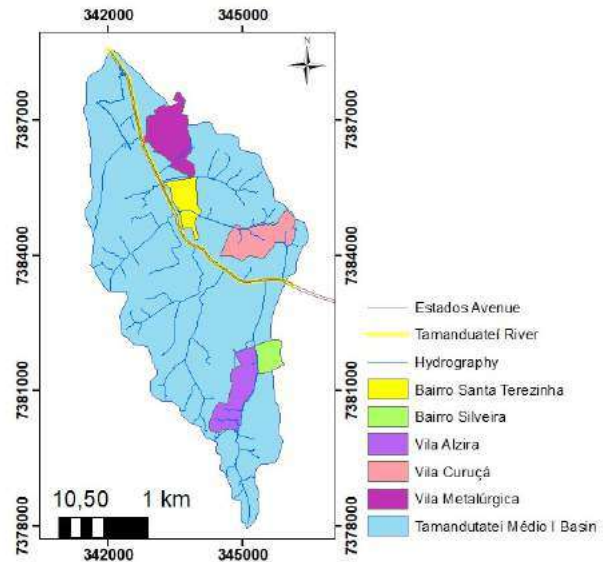 342000 345000
N
7387000 7387000
7384000 7384000
7381000 7381000
7378000 7378000
10,50 1 km
342000 345000
Estados Avenue
Tamanduateí River
Hydrography
Bairro Santa Terezinha
Bairro Silveira
Vila Alzira
Vila Curuçá
Vila Metalúrgica
Tamandutateí Médio I Basin